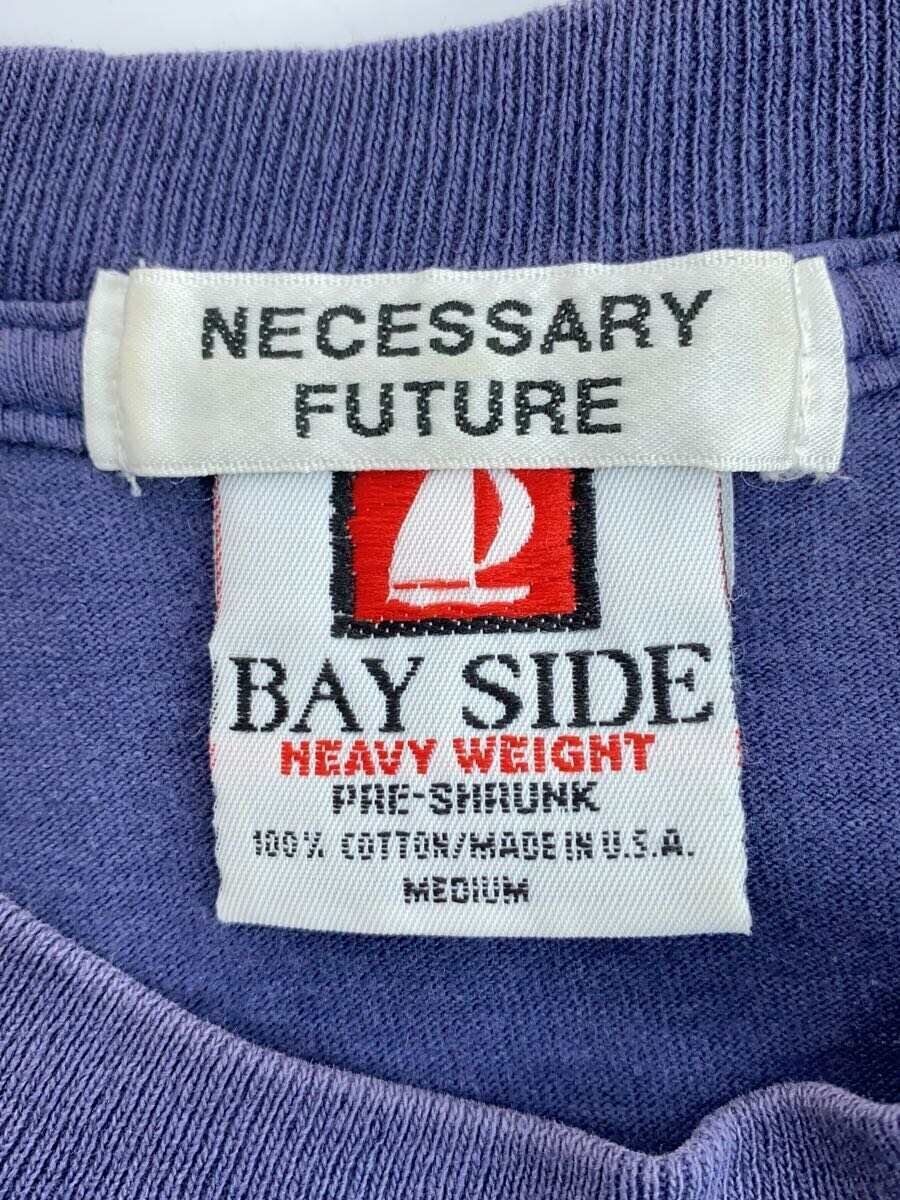 NECESSARY
FUTURE
BAY SIDE
HEAVY WEIGHT
PRE-SHRUNK
100% COTTON/MADE IN U.S.A.
MEDIUM